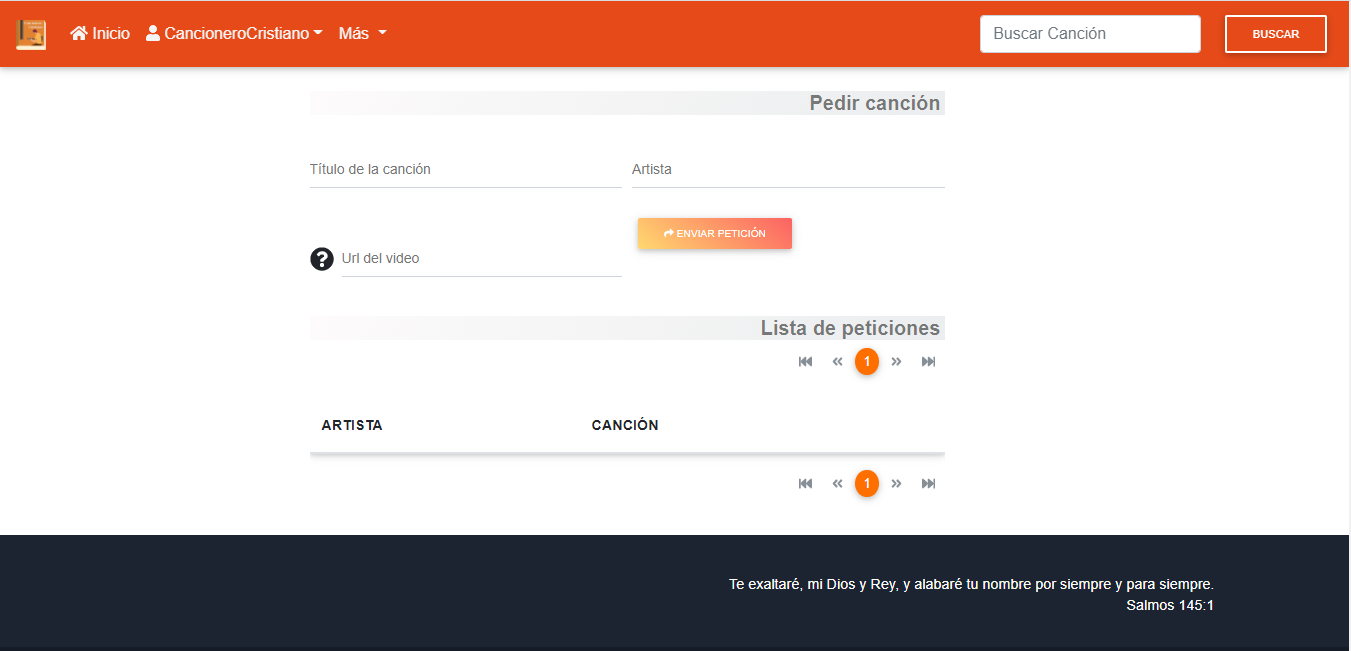 Inicio CancioneroCristiano Más Buscar Canción BUSCAR
Pedir canción
Título de la canción Artista
ENVIAR PETICIÓN
Url del video
Lista de peticiones
1
ARTISTA CANCIÓN
1
Te exaltaré, mi Dios y Rey, y alabaré tu nombre por siempre y para siempre.
Salmos 145:1